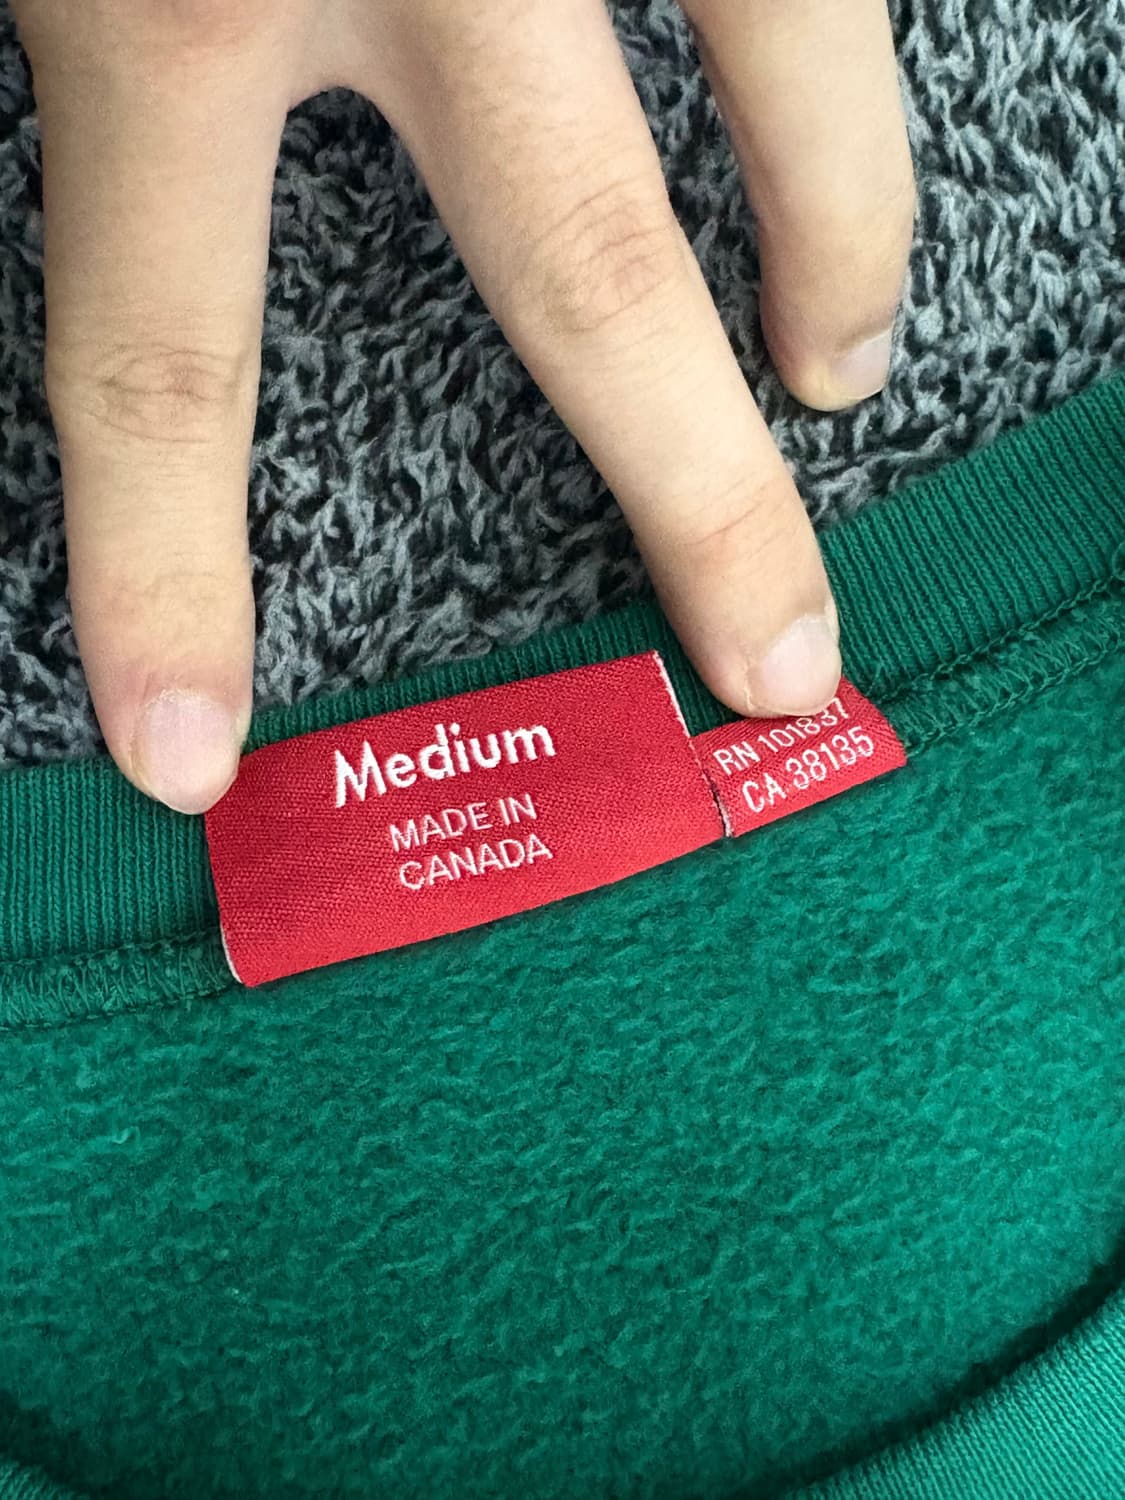 Medium
MADE IN
CANADA
RN 101837
CA 38135